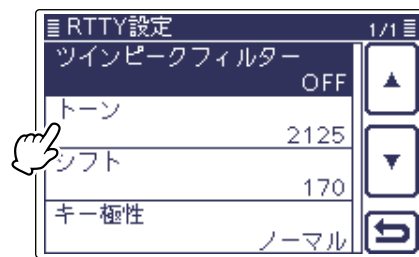 RTTY設定 1/1
ツインピークフィルター
OFF
トーン
2125
シフト
170
キー極性
ノーマル